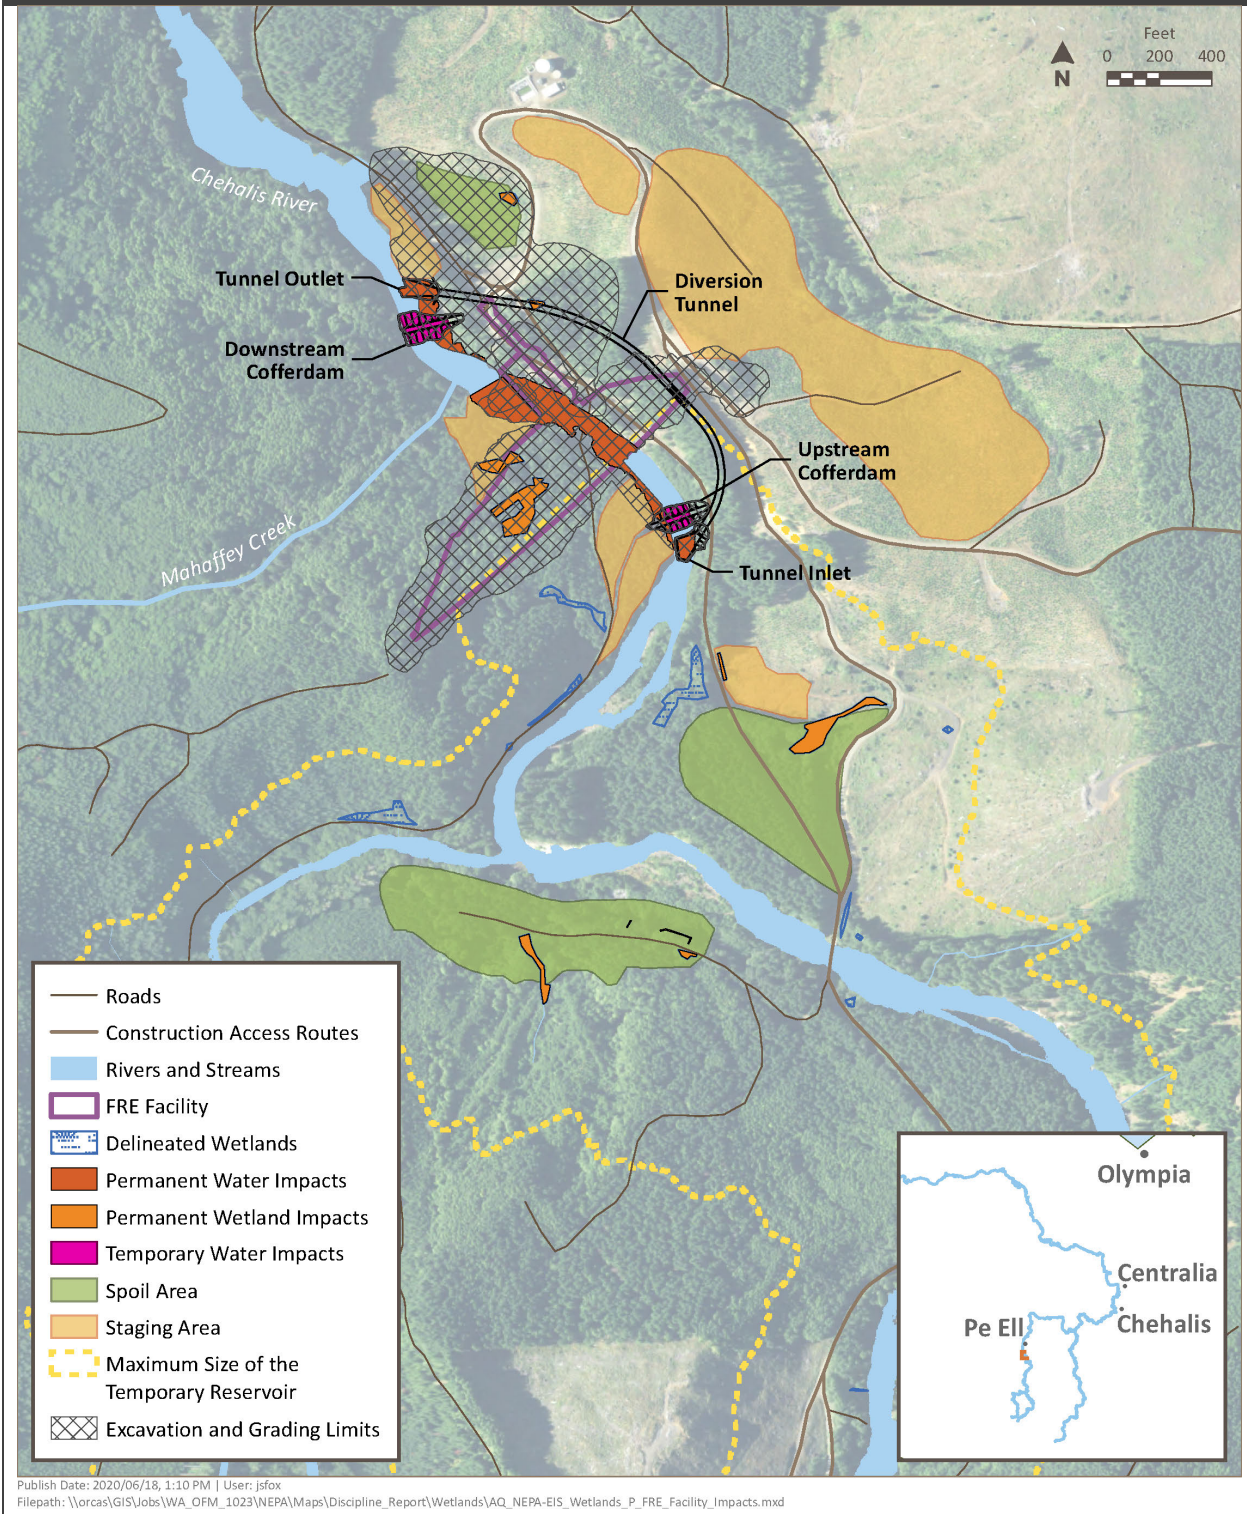 Feet
0 200 400
N
Chehalis River
Tunnel Outlet
Diversion
Tunnel
Downstream
Cofferdam
Upstream
Cofferdam
Mahaffey Creek
Tunnel Inlet
Roads
Construction Access Routes
Rivers and Streams
FRE Facility
Delineated Wetlands
Permanent Water Impacts
Permanent Wetland Impacts
Temporary Water Impacts
Spoil Area
Staging Area
Maximum Size of the
Temporary Reservoir
Excavation and Grading Limits
Olympia
Centralia
Pe Ell
Chehalis
Publish Date: 2020/06/18, 1:10 PM | User: jsfox
Filepath: \\orcas\GIS\Jobs\WA_OFM_1023\NEPA\Maps\Discipline_Report\Wetlands\AQ_NEPA-EIS_Wetlands_P_FRE_Facility_Impacts.mxd